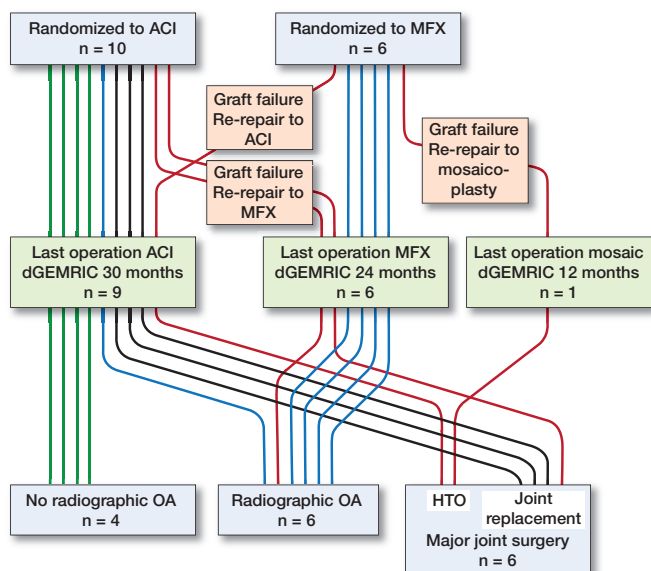 Randomized to ACI
n = 10
Randomized to MFX
n = 6
Graft failure
Re-repair to
ACI
Graft failure
Re-repair to
mosaico-
plasty
Graft failure
Re-repair to
MFX
Last operation ACI
dGEMRIC 30 months
n = 9
Last operation MFX
dGEMRIC 24 months
n = 6
Last operation mosaic
dGEMRIC 12 months
n = 1
No radiographic OA
n = 4
Radiographic OA
n = 6
HTO
Joint
replacement
Major joint surgery
n = 6